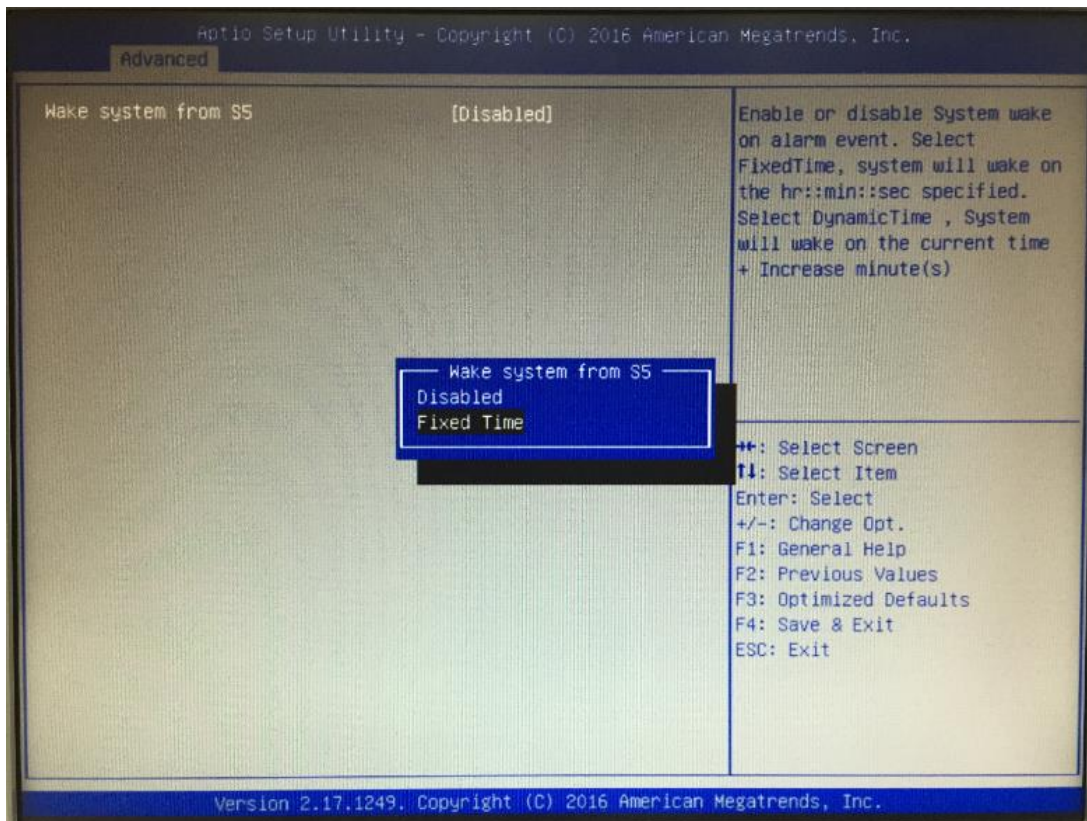 Aptio Setup Utility - Copyright (C) 2016 American Megatrends, Inc.
Advanced
Wake system from S5 [Disabled]
Enable or disable System wake
on alarm event. Select
FixedTime, system will wake on
the hr::min::sec specified.
Select DynamicTime , System
will wake on the current time
+ Increase minute(s)
Wake system from S5
Disabled
Fixed Time
→←: Select Screen
↑↓: Select Item
Enter: Select
+/-: Change Opt.
F1: General Help
F2: Previous Values
F3: Optimized Defaults
F4: Save & Exit
ESC: Exit
Version 2.17.1249. Copyright (C) 2016 American Megatrends, Inc.